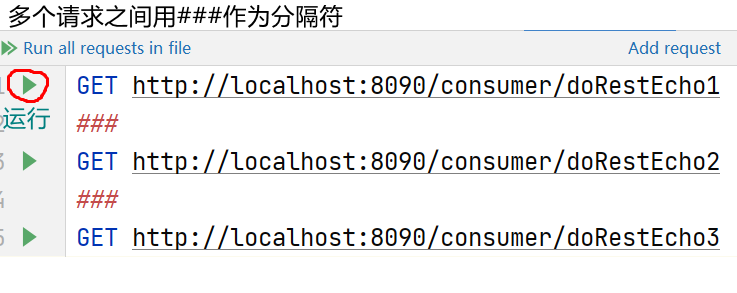 多个请求之间用###作为分隔符
Run all requests in file Add request
1 GET http://localhost:8090/consumer/doRestEcho1
运行 ###
3 GET http://localhost:8090/consumer/doRestEcho2
4 ###
5 GET http://localhost:8090/consumer/doRestEcho3